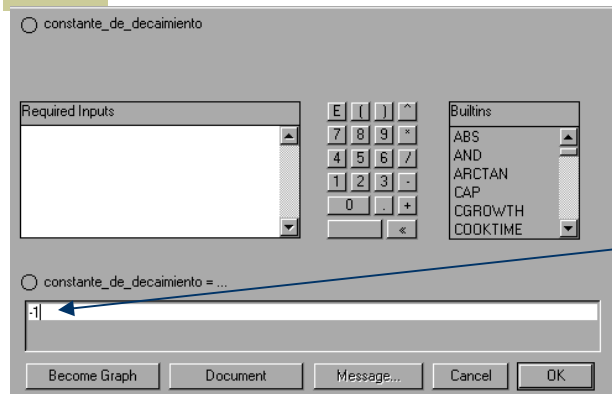 constante_de_decaimiento
Required Inputs
E ( ) ^
7 8 9 *
4 5 6 /
1 2 3 -
0 . +
«
Builtins
ABS
AND
ARCTAN
CAP
CGROWTH
COOKTIME
constante_de_decaimiento = ...
-1
Become Graph Document Message... Cancel OK